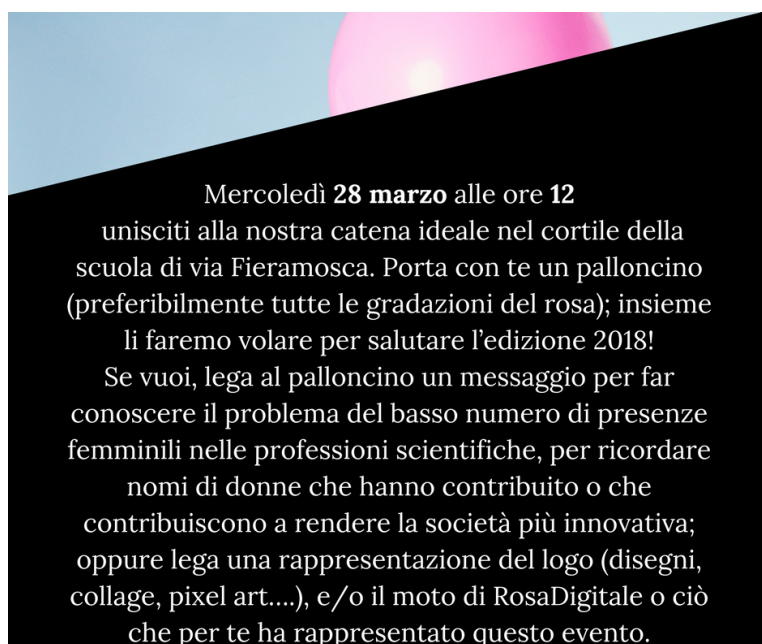 Mercoledì 28 marzo alle ore 12
unisciti alla nostra catena ideale nel cortile della
scuola di via Fieramosca. Porta con te un palloncino
(preferibilmente tutte le gradazioni del rosa); insieme
li faremo volare per salutare l’edizione 2018!
Se vuoi, lega al palloncino un messaggio per far
conoscere il problema del basso numero di presenze
femminili nelle professioni scientifiche, per ricordare
nomi di donne che hanno contribuito o che
contribuiscono a rendere la società più innovativa;
oppure lega una rappresentazione del logo (disegni,
collage, pixel art....), e/o il moto di RosaDigitale o ciò
che per te ha rappresentato questo evento.